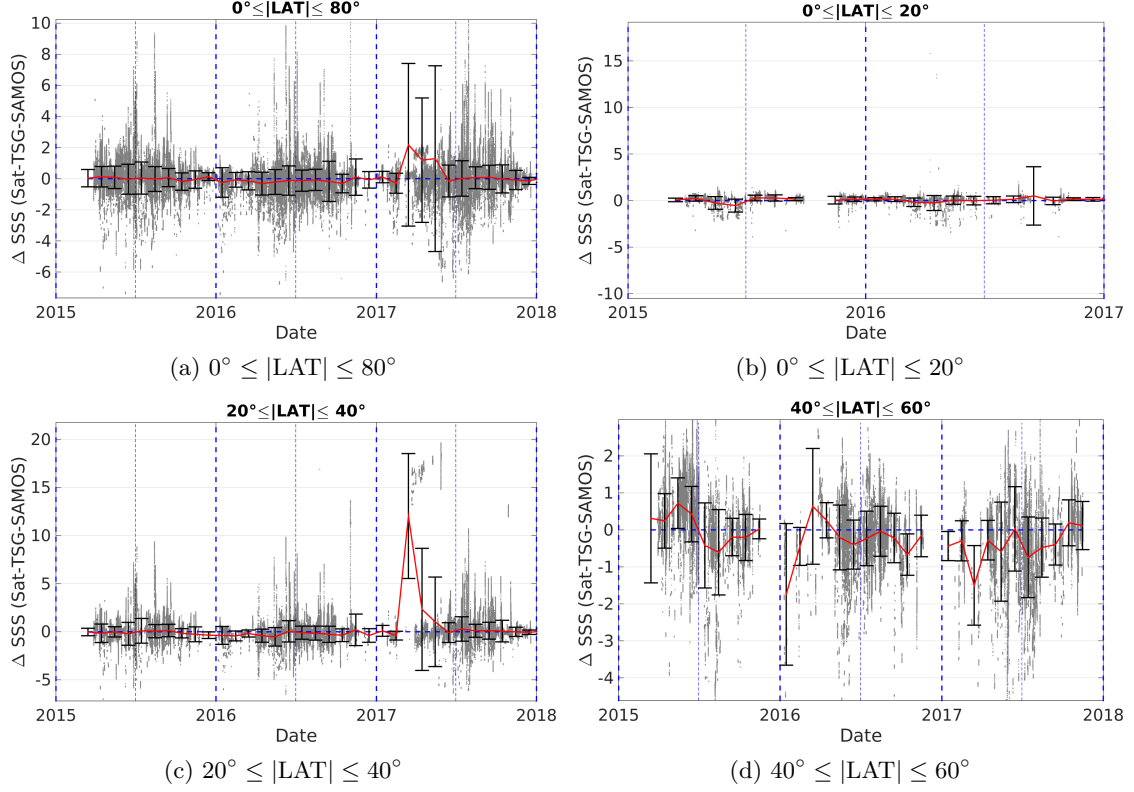 0°≤|LAT|≤ 80°
Δ SSS (Sat-TSG-SAMOS)
10
8
6
4
2
0
-2
-4
-6
2015 2016 2017 2018
Date
(a) 0° ≤ |LAT| ≤ 80°
0°≤|LAT|≤ 20°
Δ SSS (Sat-TSG-SAMOS)
15
10
5
0
-5
-10
2015 2016 2017
Date
(b) 0° ≤ |LAT| ≤ 20°
20°≤|LAT|≤ 40°
Δ SSS (Sat-TSG-SAMOS)
20
15
10
5
0
-5
2015 2016 2017 2018
Date
(c) 20° ≤ |LAT| ≤ 40°
40°≤|LAT|≤ 60°
Δ SSS (Sat-TSG-SAMOS)
2
1
0
-1
-2
-3
-4
2015 2016 2017 2018
Date
(d) 40° ≤ |LAT| ≤ 60°